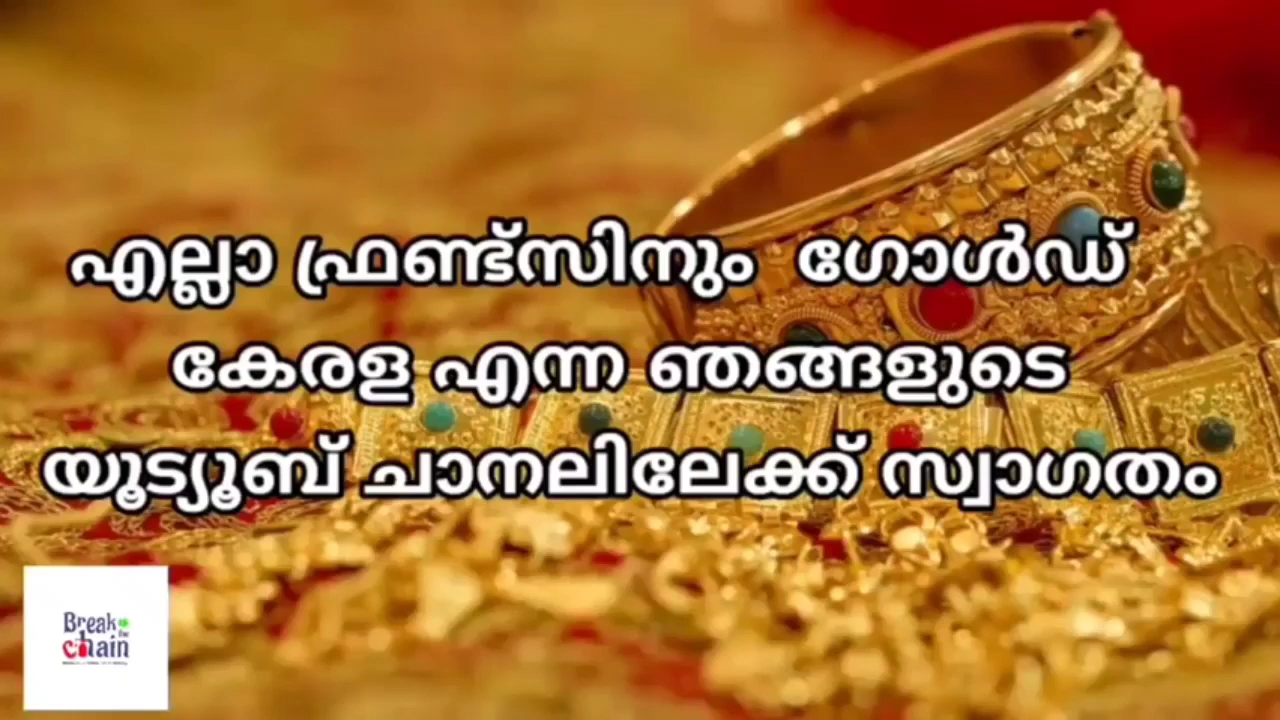 എല്ലാ ഫ്രണ്ട്സിനും ഗോൾഡ്
കേരള എന്ന ഞങ്ങളുടെ
യൂട്യൂബ് ചാനലിലേക്ക് സ്വാഗതം
Break
the
chain